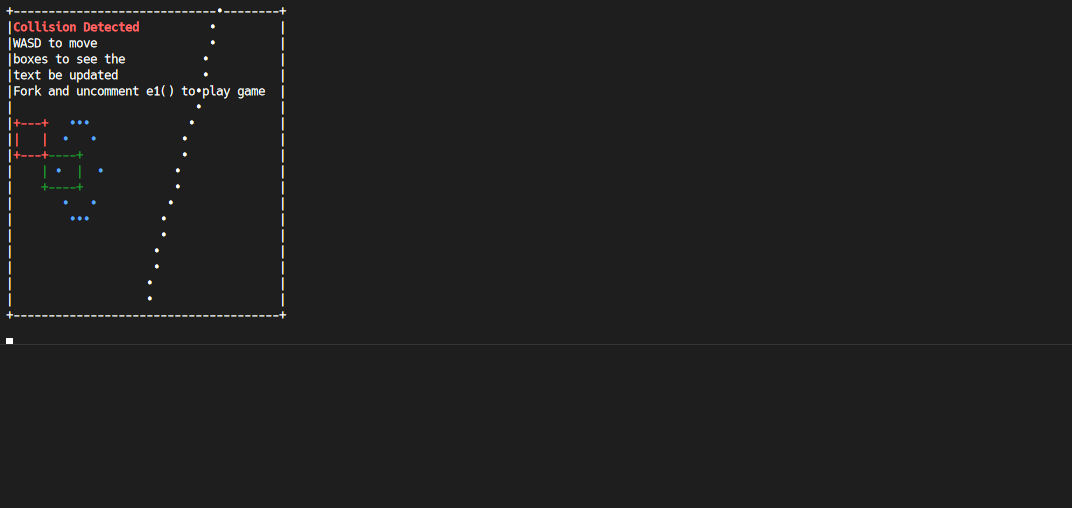 Collision Detected
WASD to move
boxes to see the
text be updated
Fork and uncomment e1() to•play game